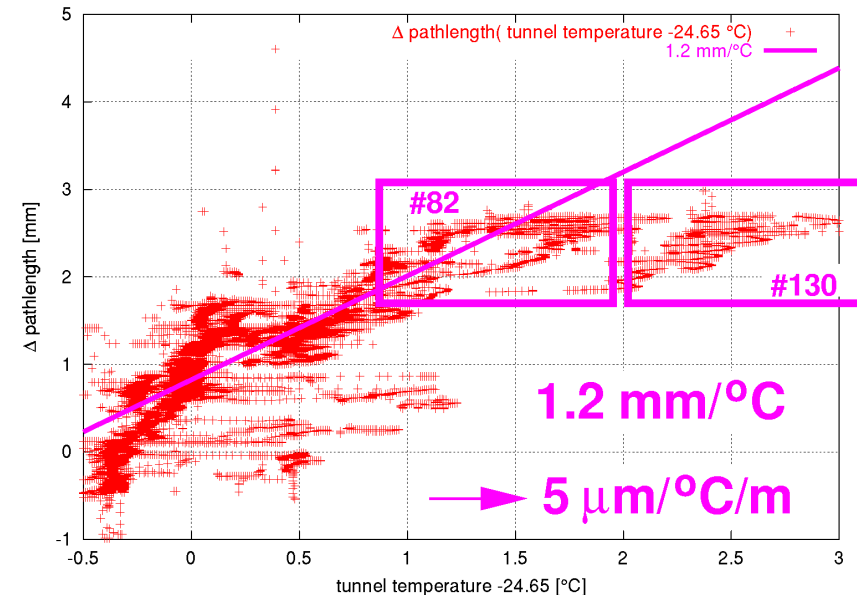 Δ pathlength( tunnel temperature -24.65 °C)
1.2 mm/°C
5
4
3
2
1
0
-1
Δ pathlength [mm]
#82
#130
1.2 mm/°C
5 μm/°C/m
-0.5 0 0.5 1 1.5 2 2.5 3
tunnel temperature -24.65 [°C]